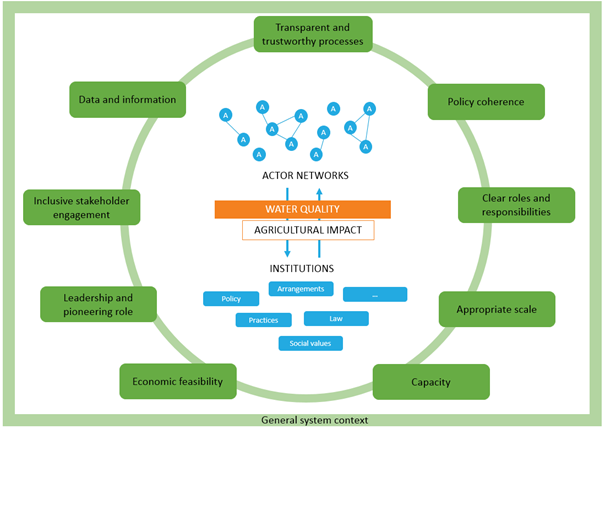 Transparent and
trustworthy processes
Data and information
Policy coherence
A
A
A
A
A
A
A
A
A
A
A
A
A
ACTOR NETWORKS
Inclusive stakeholder
engagement
Clear roles and
responsibilities
WATER QUALITY
AGRICULTURAL IMPACT
INSTITUTIONS
Arrangements
Policy
...
Practices
Law
Social values
Leadership and
pioneering role
Appropriate scale
Economic feasibility
Capacity
General system context